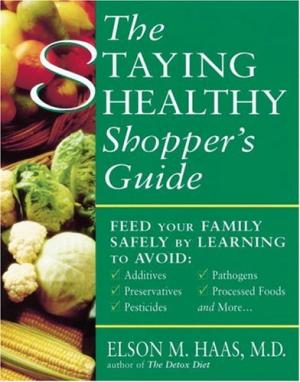 The
STAYING
HEALTHY
Shopper's
Guide
FEED YOUR FAMILY
SAFELY BY LEARNING
TO AVOID:
✓ Additives
✓ Preservatives
✓ Pesticides
✓ Pathogens
✓ Processed Foods
and More...
ELSON M. HAAS, M.D.
author of The Detox Diet